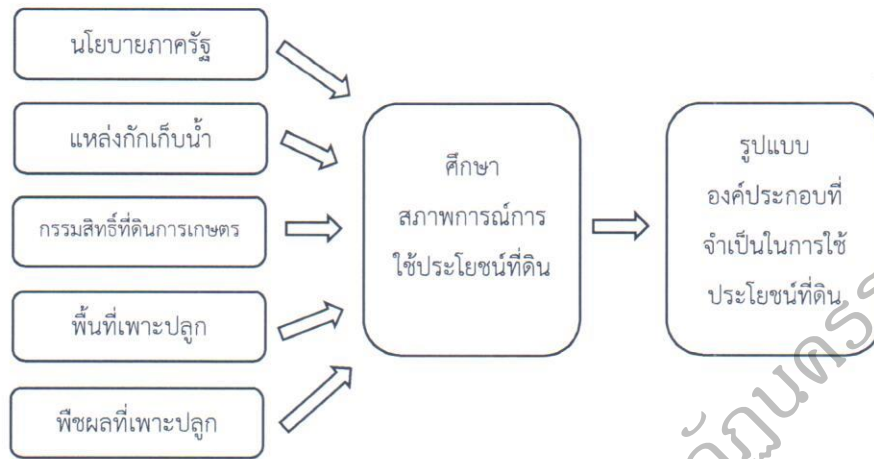 นโยบายภาครัฐ
แหล่งกักเก็บน้ำ
กรรมสิทธิ์ที่ดินการเกษตร
พื้นที่เพาะปลูก
พืชผลที่เพาะปลูก
ศึกษา
สภาพการณ์การ
ใช้ประโยชน์ที่ดิน
รูปแบบ
องค์ประกอบที่
จำเป็นในการใช้
ประโยชน์ที่ดิน